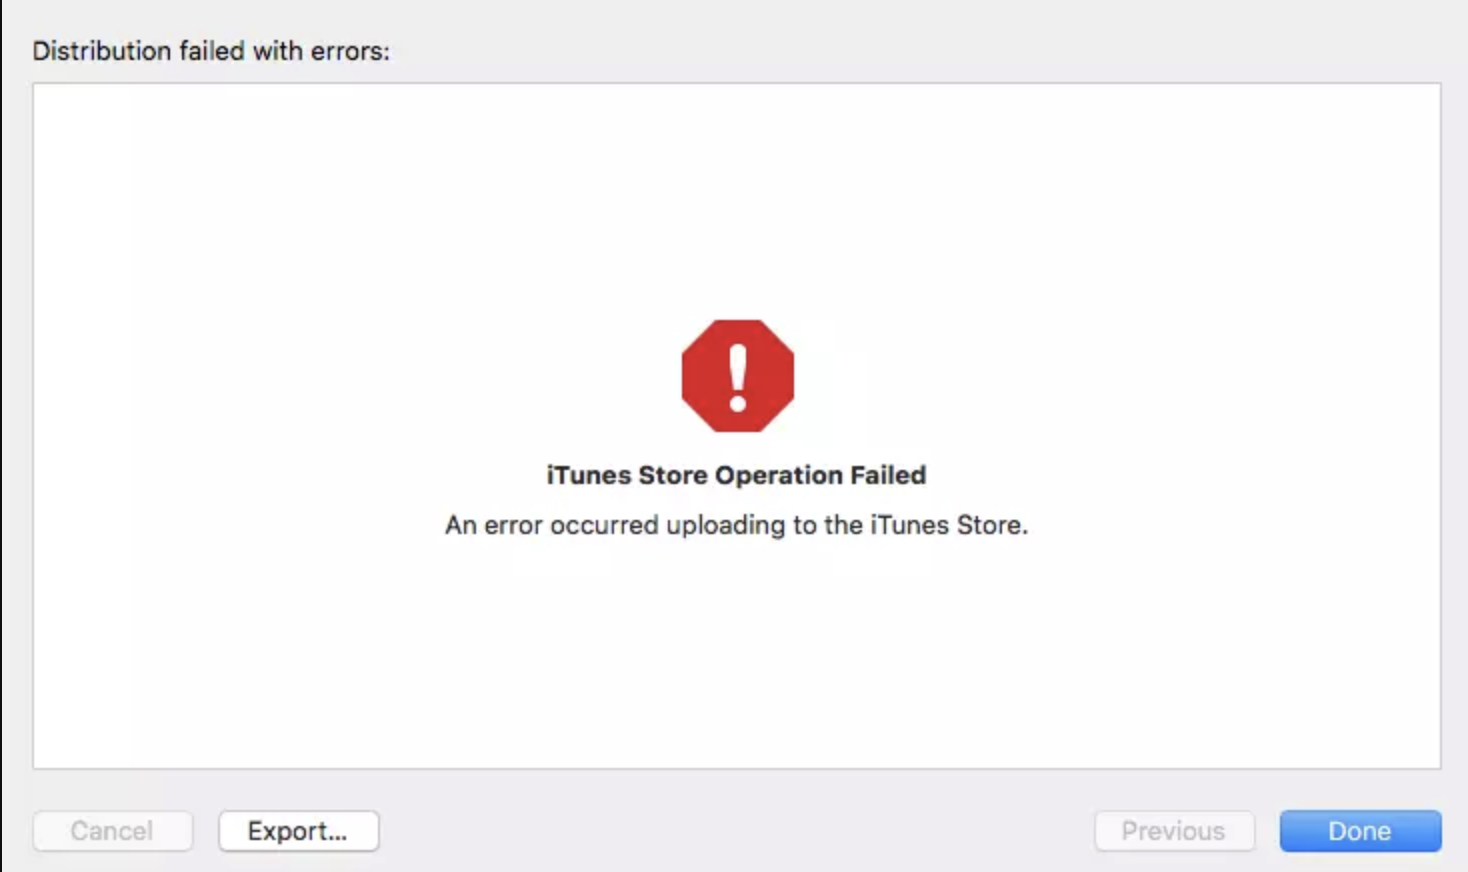 Distribution failed with errors:
iTunes Store Operation Failed
An error occurred uploading to the iTunes Store.
Cancel
Export...
Previous
Done